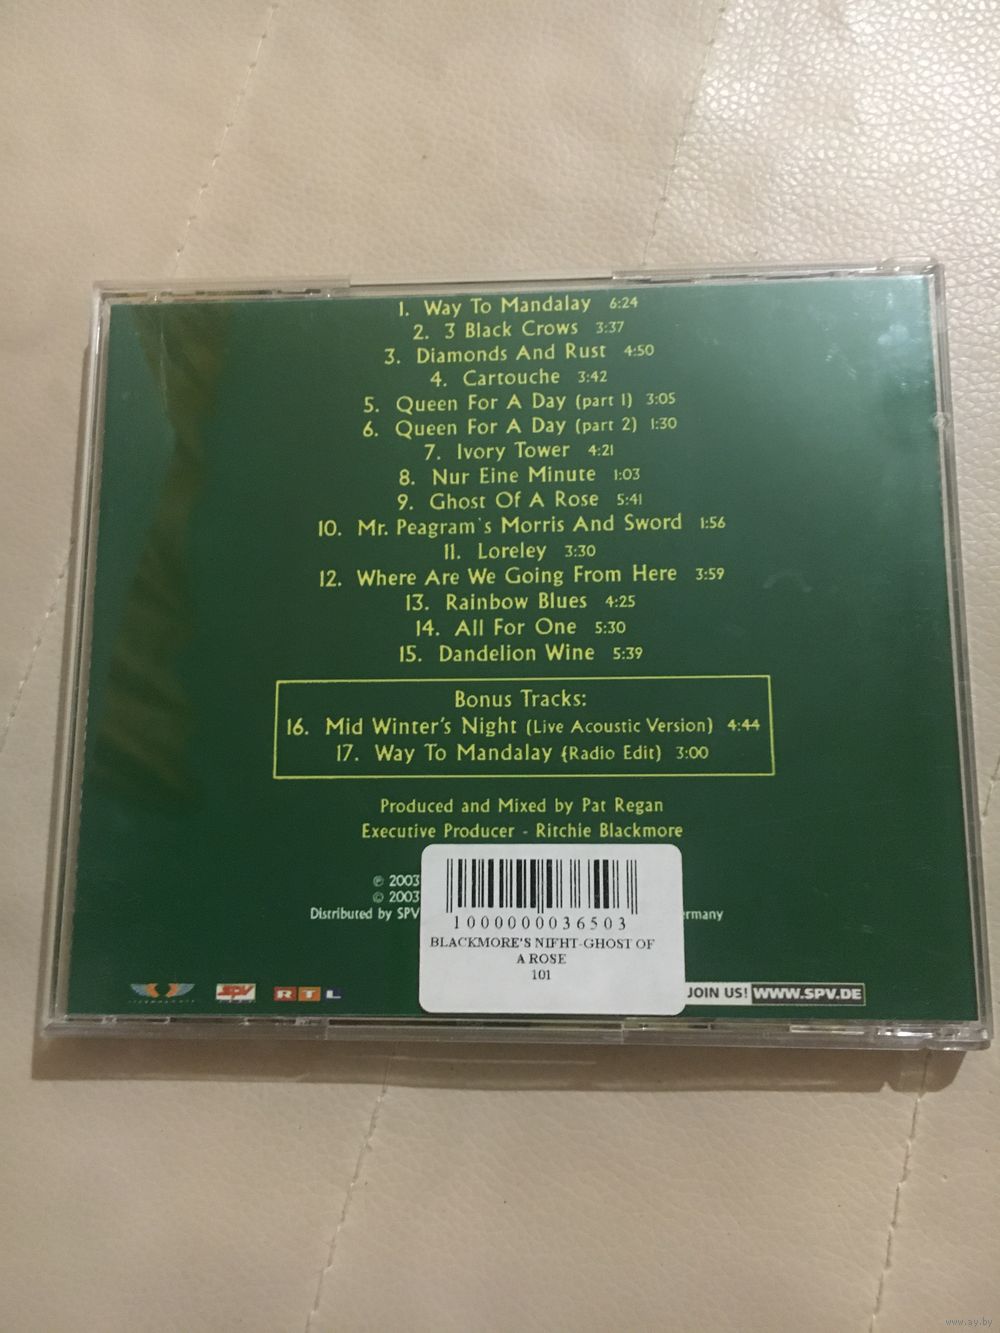 1. Way To Mandalay 6:24
2. 3 Black Crows 3:37
3. Diamonds And Rust 4:50
4. Cartouche 3:42
5. Queen For A Day (part 1) 3:05
6. Queen For A Day (part 2) 1:30
7. Ivory Tower 4:21
8. Nur Eine Minute 1:03
9. Ghost Of A Rose 5:41
10. Mr. Peagram's Morris And Sword 1:56
11. Loreley 3:30
12. Where Are We Going From Here 3:59
13. Rainbow Blues 4:25
14. All For One 5:30
15. Dandelion Wine 5:39
Bonus Tracks:
16. Mid Winter's Night (Live Acoustic Version) 4:44
17. Way To Mandalay {Radio Edit) 3:00
Produced and Mixed by Pat Regan
Executive Producer - Ritchie Blackmore
℗ 2003
© 2003
Distributed by SPV ermany
1000000036503
BLACKMORE'S NIFHT-GHOST OF
A ROSE
101
SPV
RTL
JOIN US! WWW.SPV.DE
www.ay.by